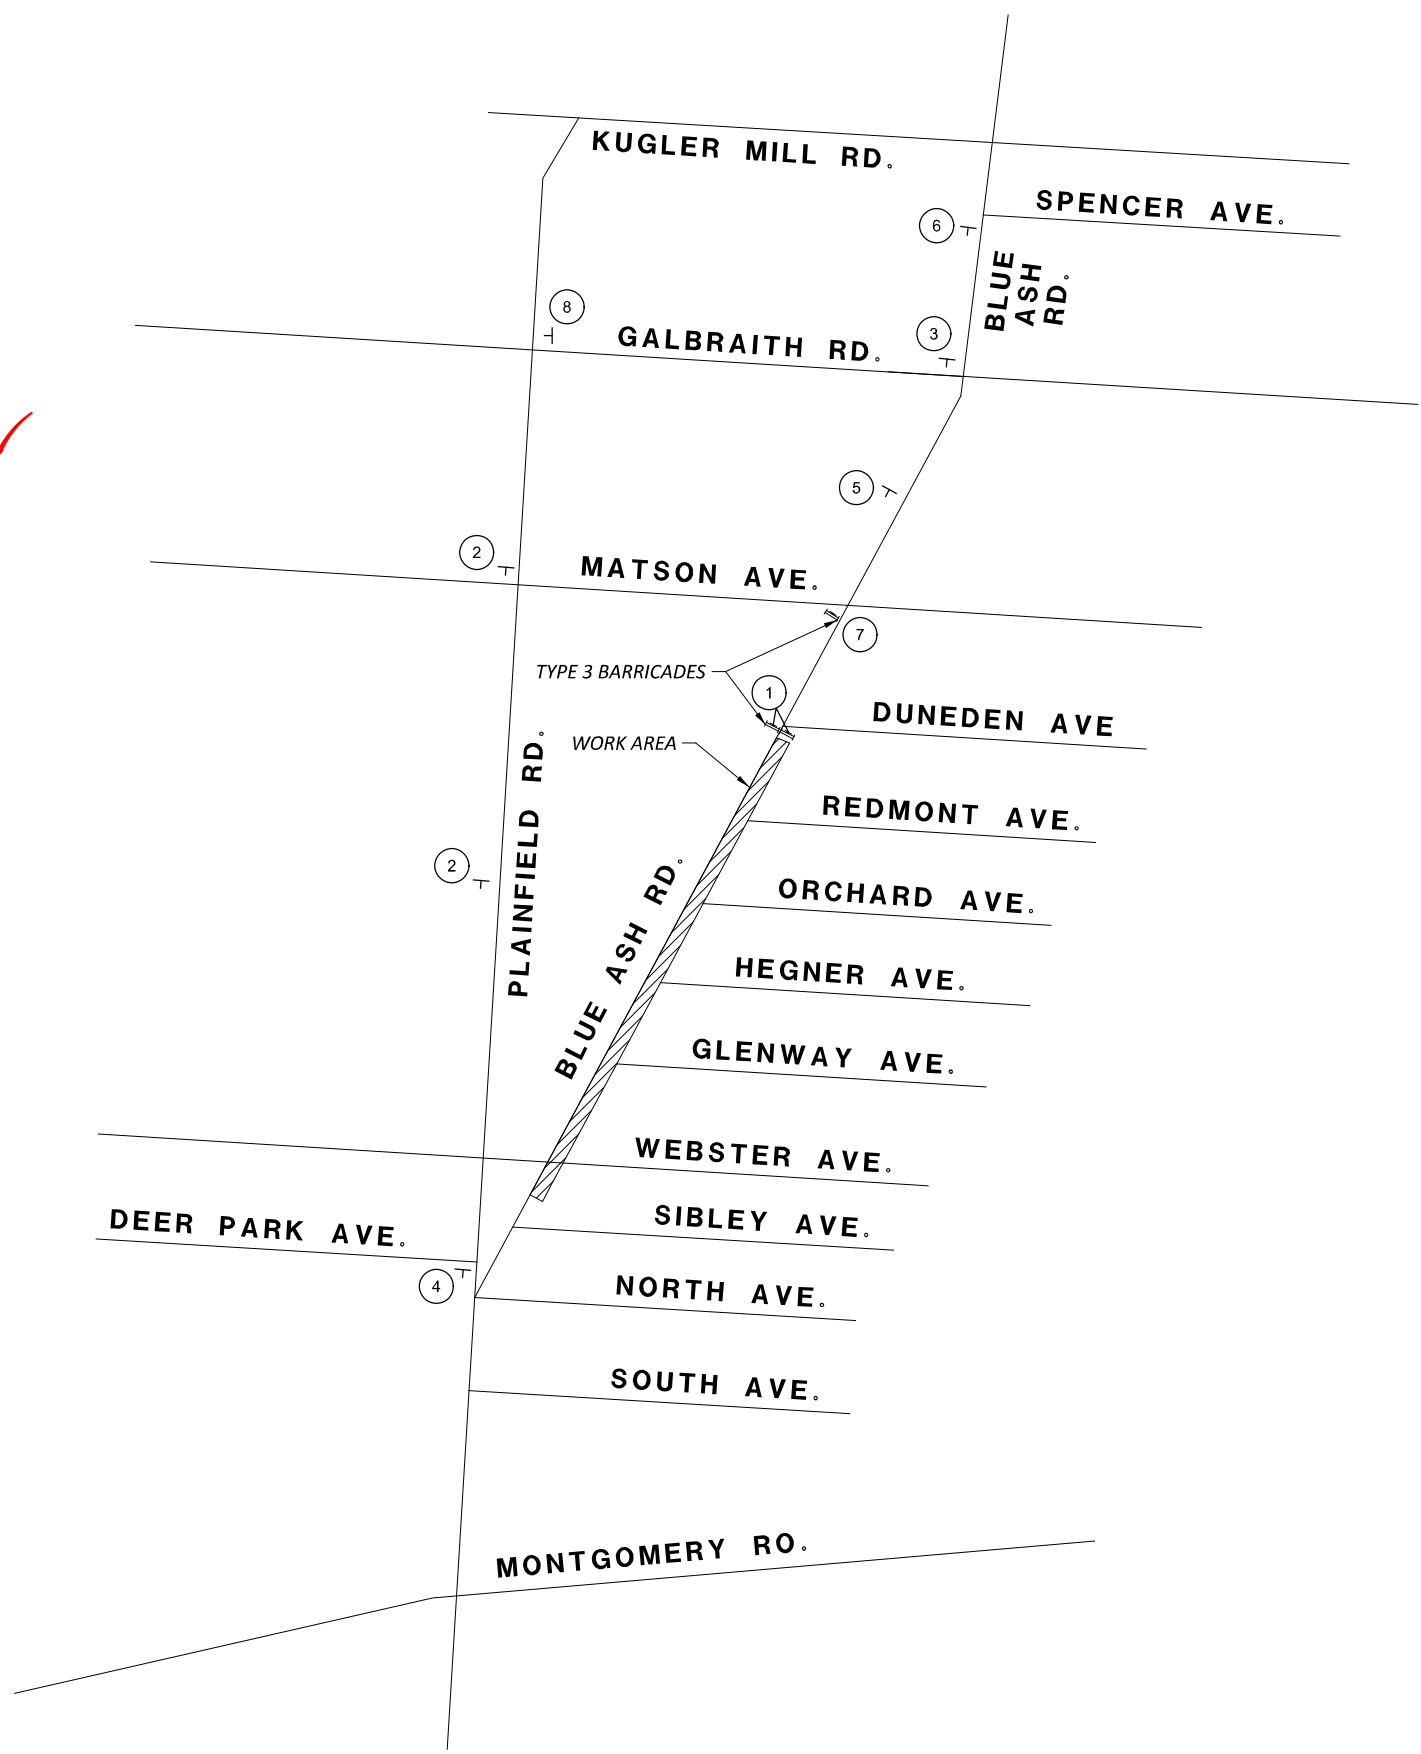 KUGLER MILL RD.
SPENCER AVE.
6
BLUE
ASH
RD.
8
3
GALBRAITH RD.
5
2
MATSON AVE.
7
TYPE 3 BARRICADES
1
DUNEDEN AVE
PLAINFIELD RD.
WORK AREA
REDMONT AVE.
2
BLUE ASH RD.
ORCHARD AVE.
HEGNER AVE.
GLENWAY AVE.
WEBSTER AVE.
DEER PARK AVE.
SIBLEY AVE.
4
NORTH AVE.
SOUTH AVE.
MONTGOMERY RO.